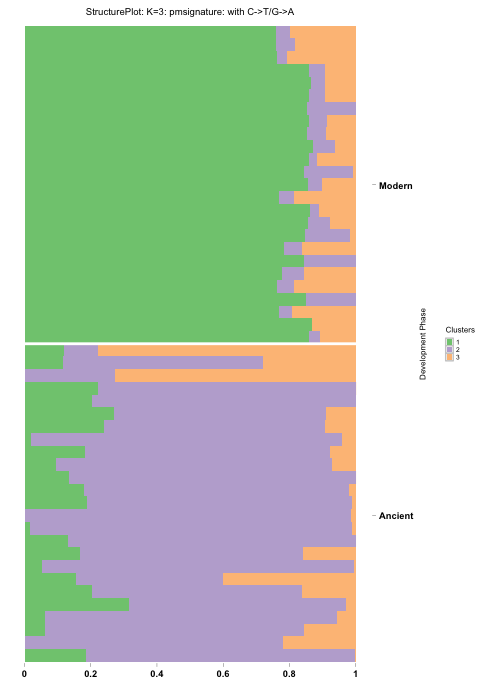 StructurePlot: K=3: pmsignature: with C->T/G->A
Modern
Ancient
Development Phase
Clusters
1
2
3
0 0.2 0.4 0.6 0.8 1